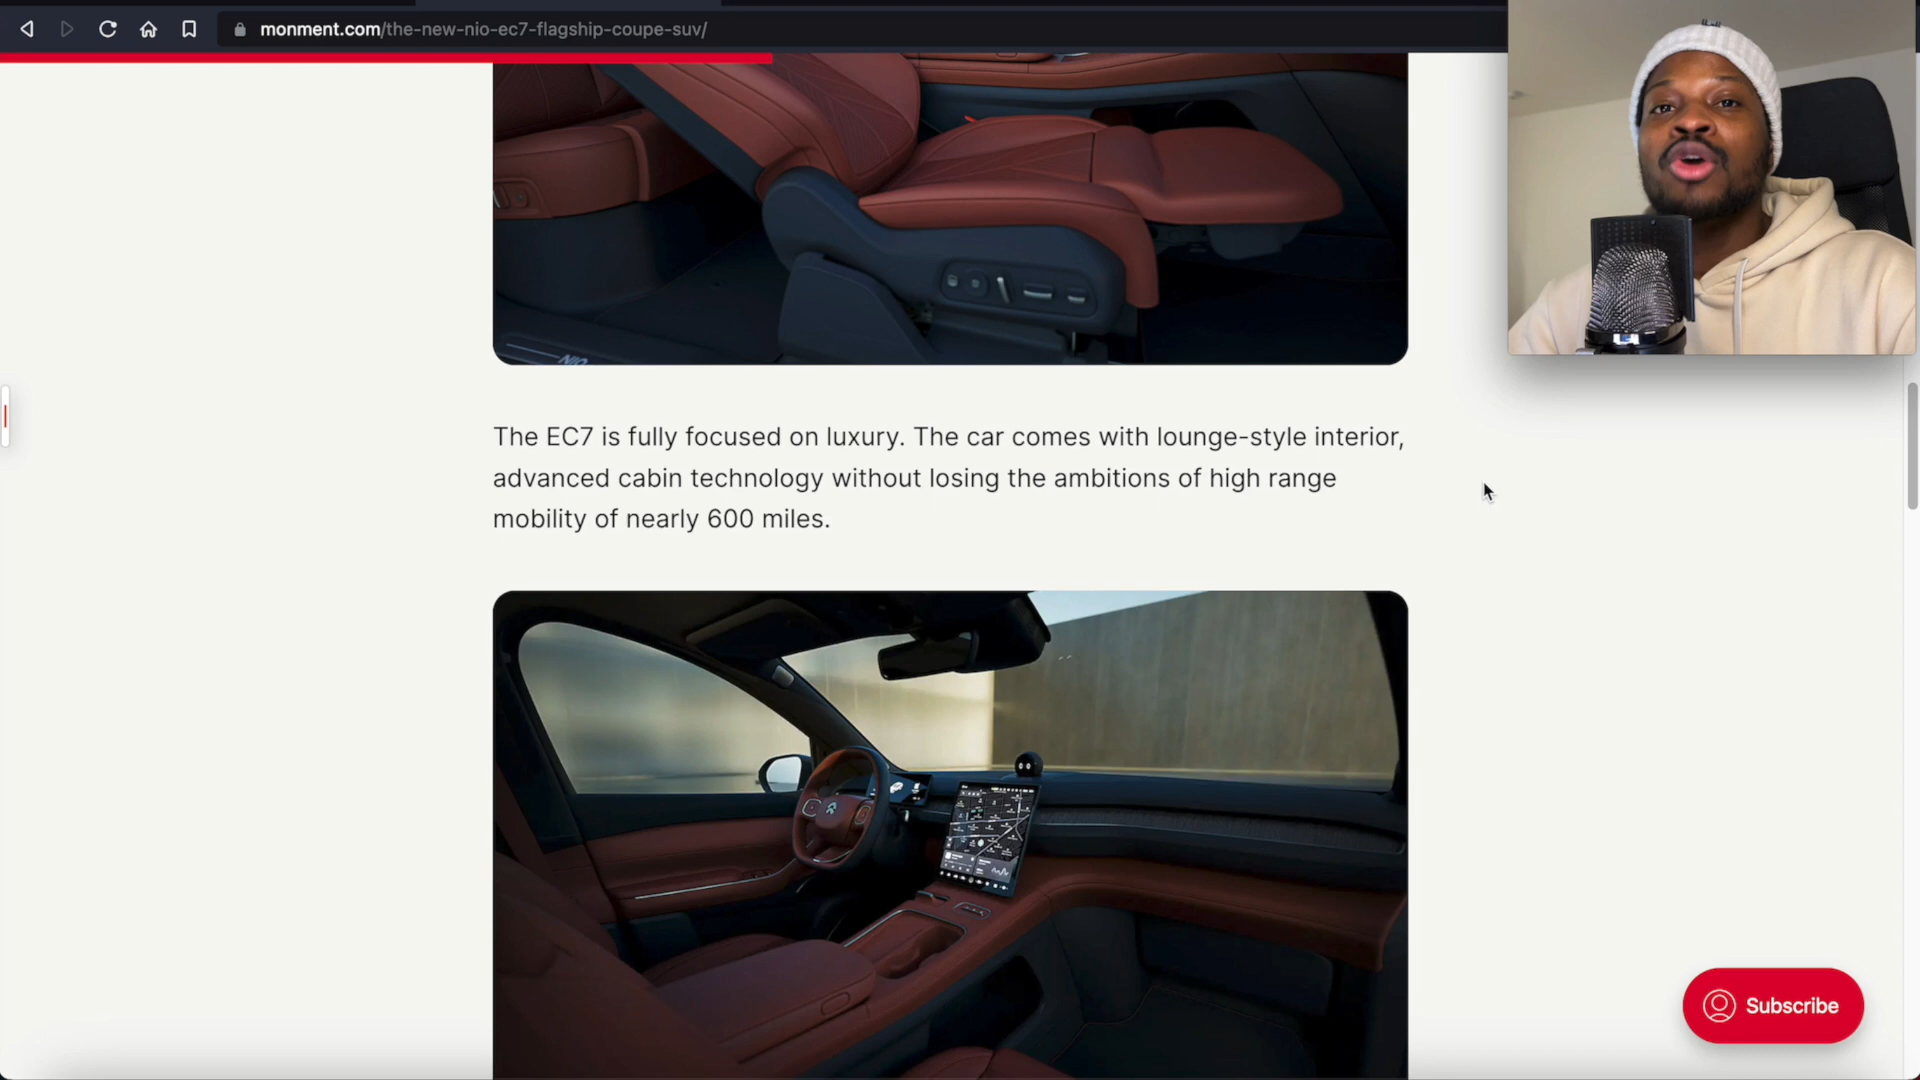 monment.com/the-new-nio-ec7-flagship-coupe-suv/
NIO
The EC7 is fully focused on luxury. The car comes with lounge-style interior,
advanced cabin technology without losing the ambitions of high range
mobility of nearly 600 miles.
Subscribe